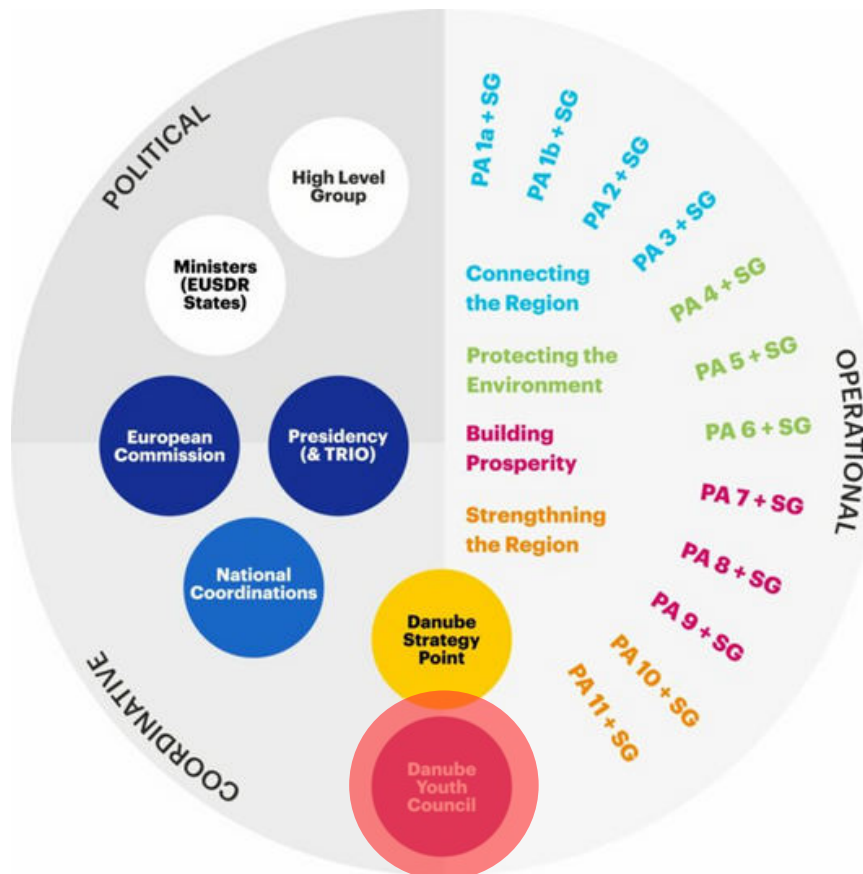 POLITICAL
High Level
Group
Ministers
(EUSDR
States)
European
Commission
Presidency
(& TRIO)
National
Coordinations
Danube
Strategy
Point
Danube
Youth
Council
COORDINATIVE
Connecting
the Region
Protecting the
Environment
Building
Prosperity
Strengthning
the Region
PA 1a + SG
PA 1b + SG
PA 2 + SG
PA 3 + SG
PA 4 + SG
PA 5 + SG
PA 6 + SG
PA 7 + SG
PA 8 + SG
PA 9 + SG
PA 10 + SG
PA 11 + SG
OPERATIONAL